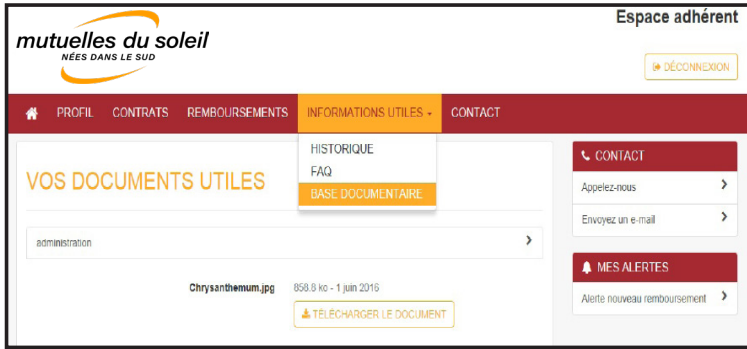 Espace adhérent
mutuelles du soleil
NÉES DANS LE SUD
DÉCONNEXION
PROFIL CONTRATS REMBOURSEMENTS INFORMATIONS UTILES CONTACT
HISTORIQUE
FAQ
BASE DOCUMENTAIRE
VOS DOCUMENTS UTILES
administration
Chrysanthemum.jpg 858.8 ko - 1 juin 2016
TÉLÉCHARGER LE DOCUMENT
CONTACT
Appelez-nous
Envoyez un e-mail
MES ALERTES
Alerte nouveau remboursement